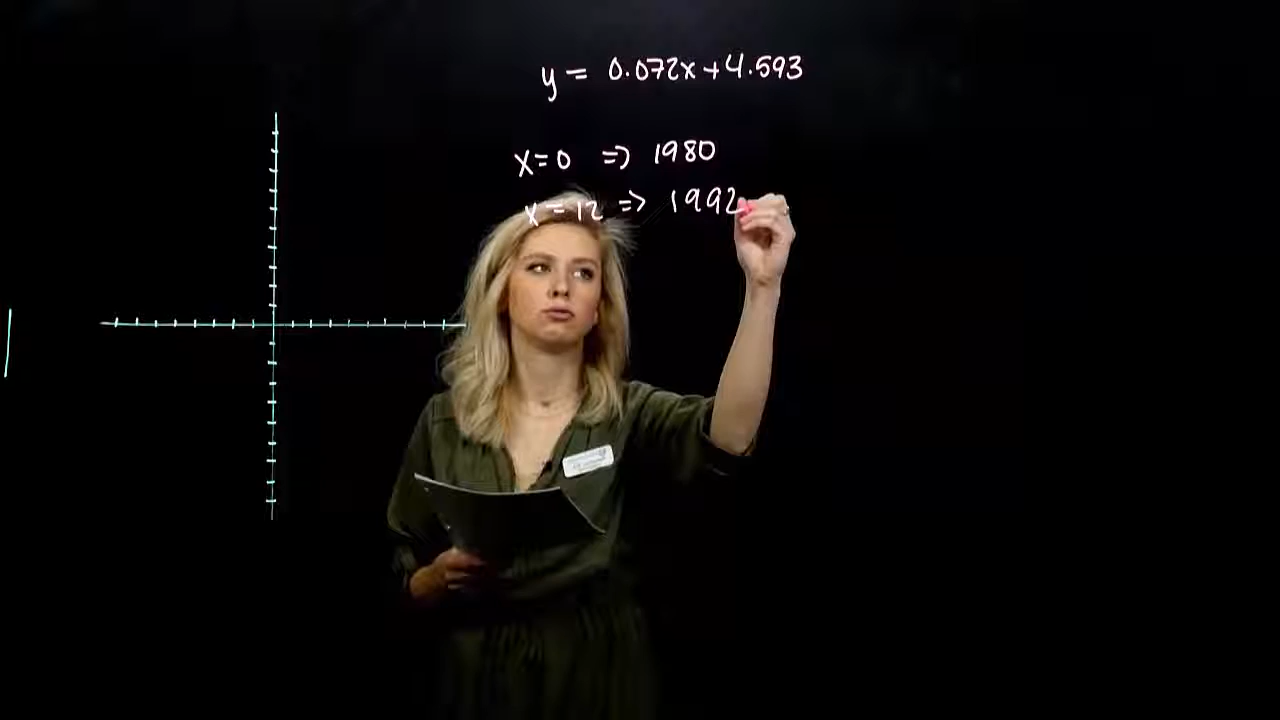 y = 0.072x+4.593
x=0 => 1980
x=12 => 1992